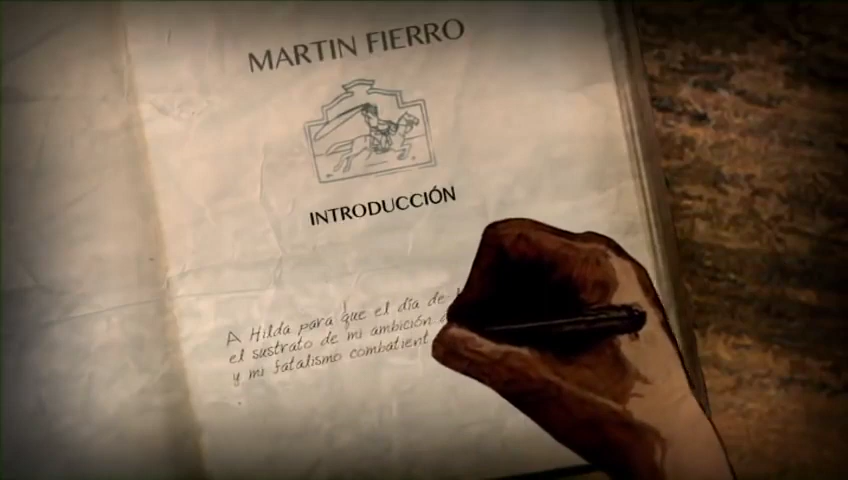 MARTIN FIERRO
INTRODUCCIÓN
A Hilda para que el día de
el sustrato de mi ambición
y mi fatalismo combatient